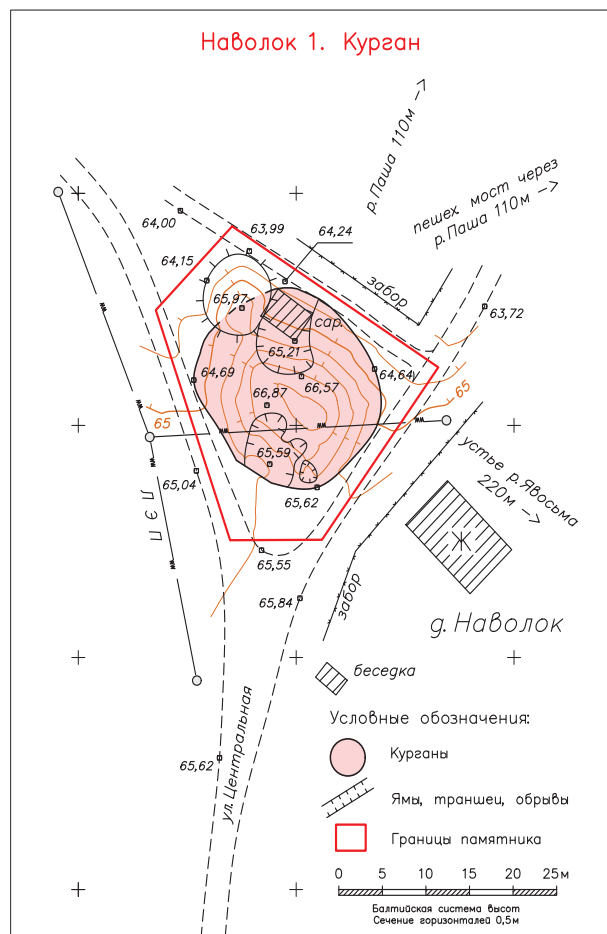 Наволок 1. Курган
р.Паша 110м –>
пешех. мост через
р.Паша 110м –>
64,00
63,99
64,24
забор
64,15
63,72
65,97
сар.
65,21
64,69
66,57
64,64
65
66,87
65
65,59
устье р.Явосьма
220м –>
ЛЭП
65,04
65,62
Ж
65,55
65,84
забор
д.Наволок
беседка
ул.Центральная
65,62
Условные обозначения:
Курганы
Ямы, траншеи, обрывы
Границы памятника
0 5 10 15 20 25м
Балтийская система высот
Сечение горизонталей 0,5м